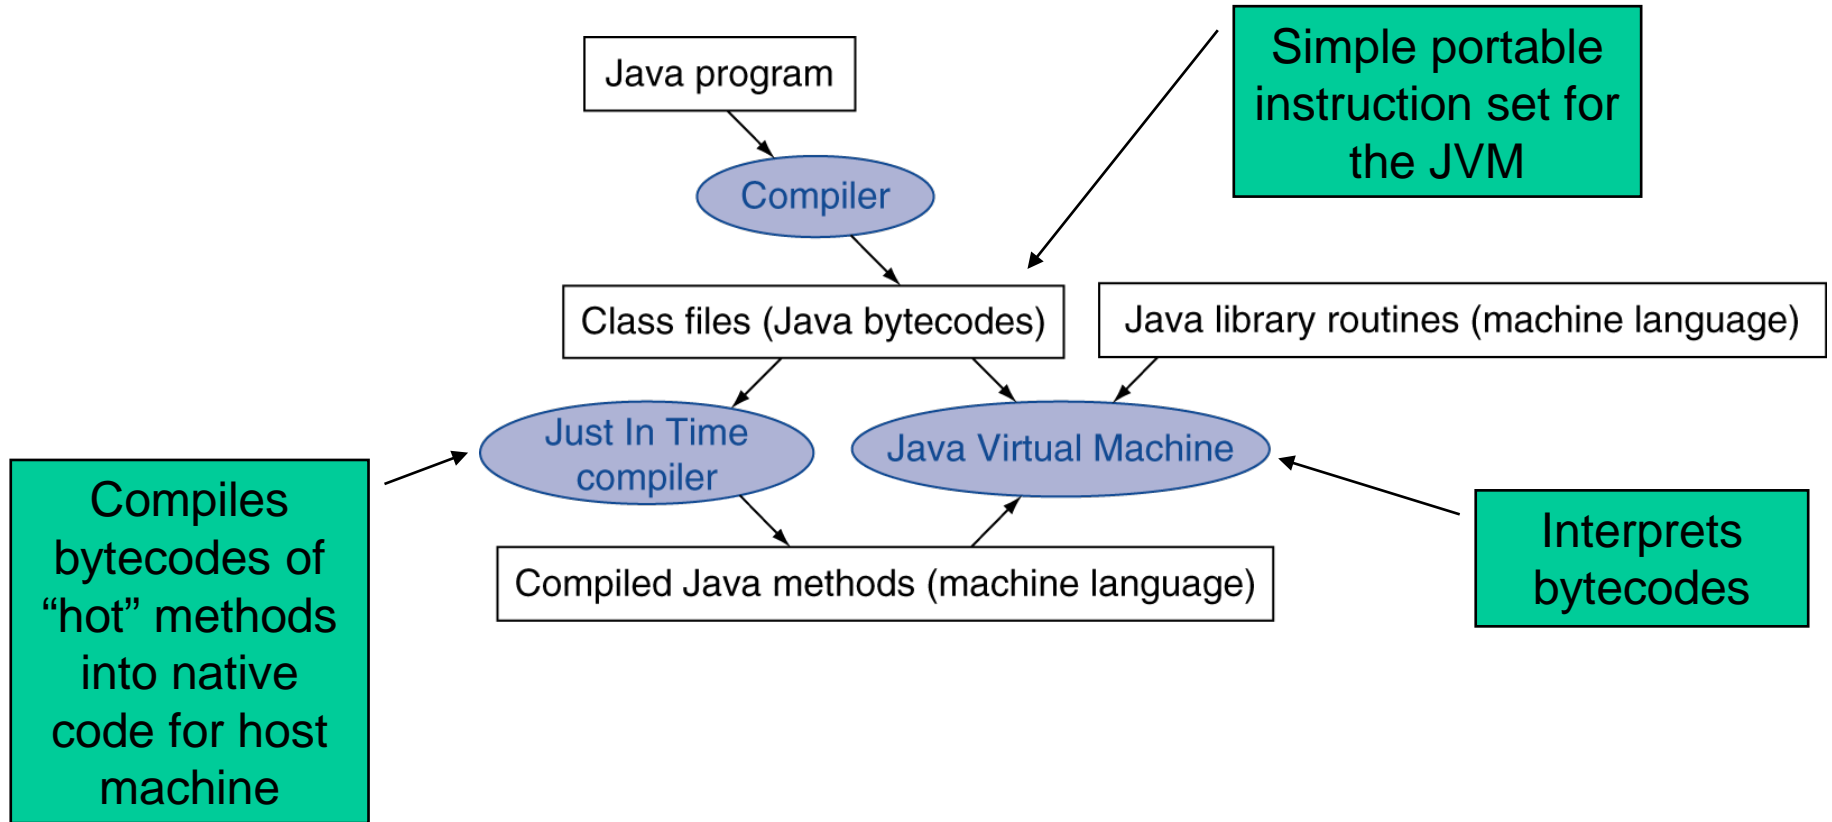 Java program
Simple portable
instruction set for
the JVM
Compiler
Class files (Java bytecodes)
Java library routines (machine language)
Just In Time
compiler
Java Virtual Machine
Compiles
bytecodes of
“hot” methods
into native
code for host
machine
Compiled Java methods (machine language)
Interprets
bytecodes